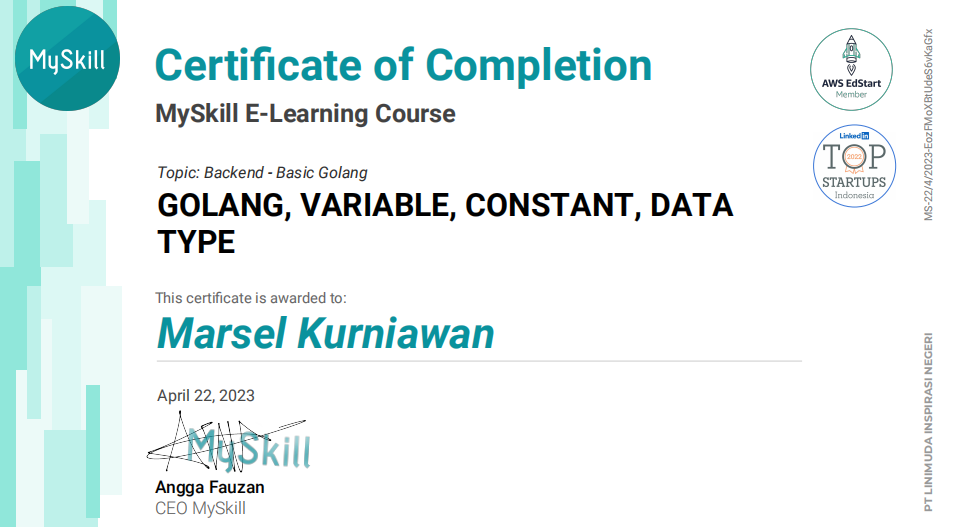 MySkill
Certificate of Completion
MySkill E-Learning Course
Topic: Backend - Basic Golang
GOLANG, VARIABLE, CONSTANT, DATA
TYPE
This certificate is awarded to:
Marsel Kurniawan
April 22, 2023
MySkill
Angga Fauzan
CEO MySkill
AWS EdStart
Member
LinkedIn
TOP
2022
STARTUPS
Indonesia
MS-22/4/2023-EozFMoXBtUdeS6vKaGfx
PT LINIMUDA INSPIRASI NEGERI